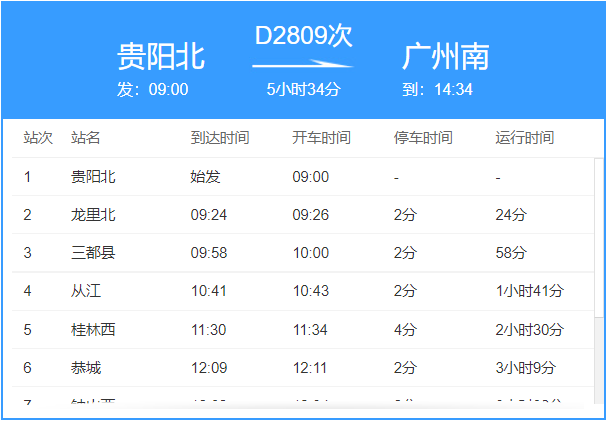 D2809次
贵阳北 广州南
发：09:00 5小时34分 到：14:34
站次 站名 到达时间 开车时间 停车时间 运行时间
1 贵阳北 始发 09:00 - -
2 龙里北 09:24 09:26 2分 24分
3 三都县 09:58 10:00 2分 58分
4 从江 10:41 10:43 2分 1小时41分
5 桂林西 11:30 11:34 4分 2小时30分
6 恭城 12:09 12:11 2分 3小时9分
7